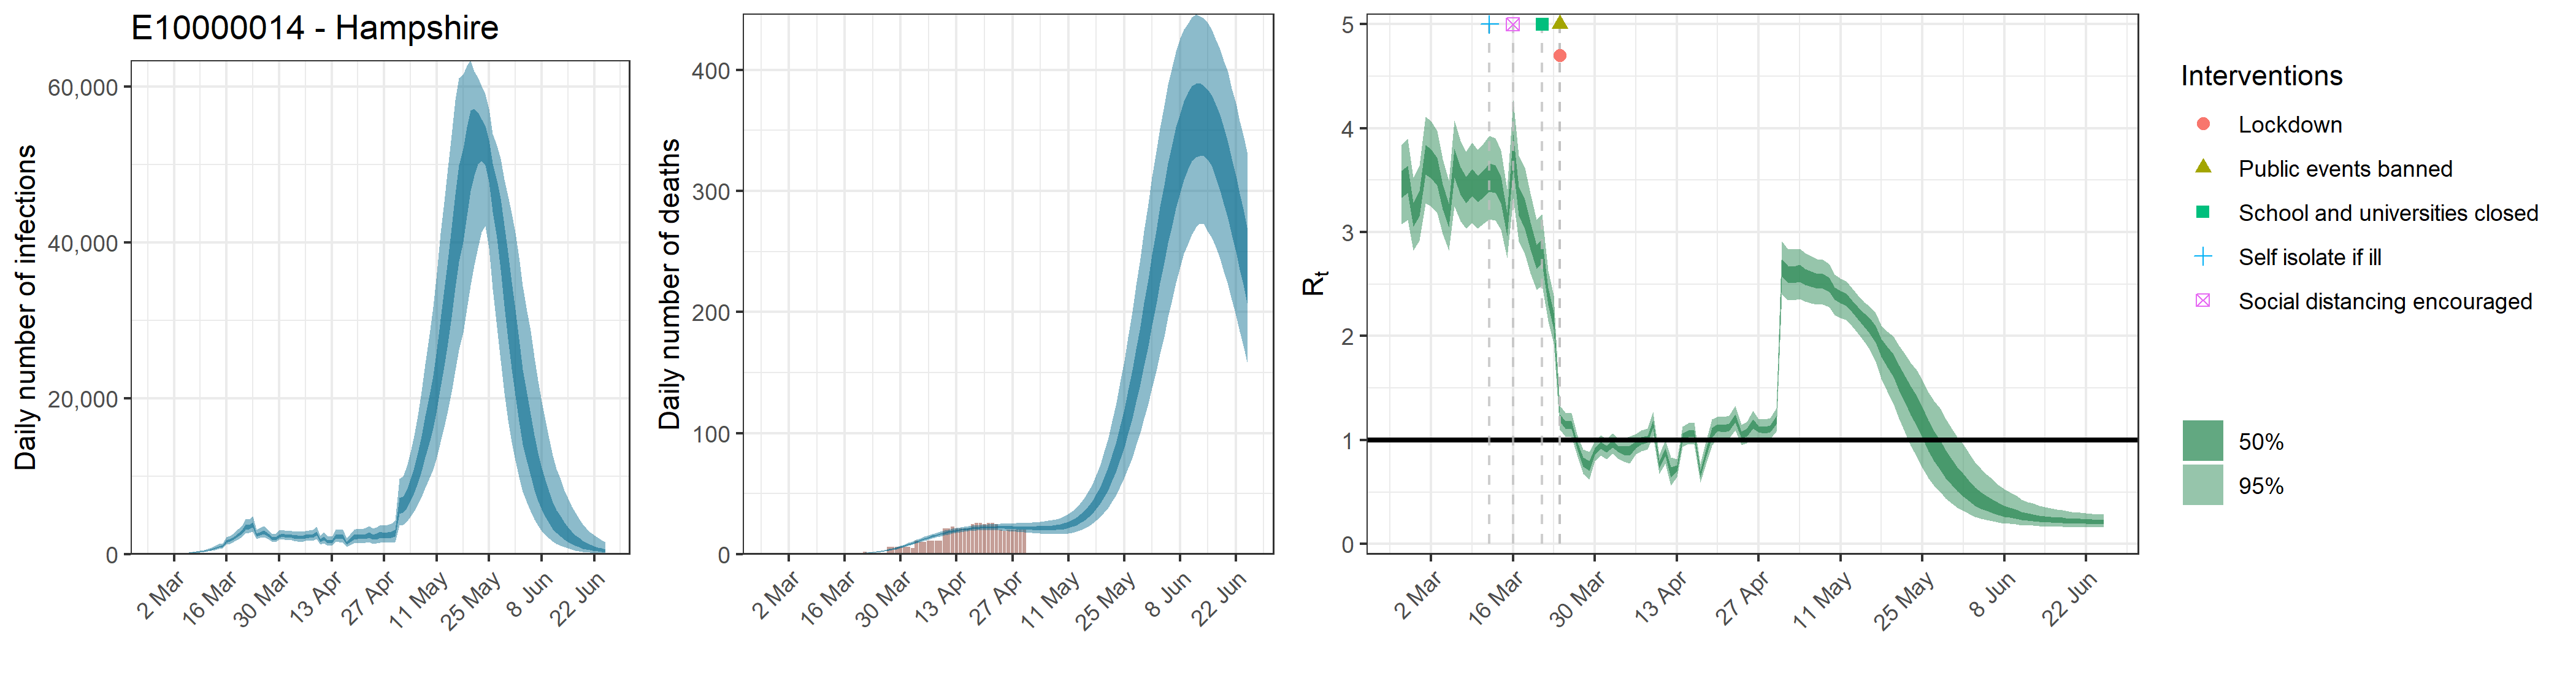 E10000014 - Hampshire
Daily number of infections
60,000
40,000
20,000
0
2 Mar
16 Mar
30 Mar
13 Apr
27 Apr
11 May
25 May
8 Jun
22 Jun
Daily number of deaths
400
300
200
100
0
2 Mar
16 Mar
30 Mar
13 Apr
27 Apr
11 May
25 May
8 Jun
22 Jun
Rt
5
4
3
2
1
0
2 Mar
16 Mar
30 Mar
13 Apr
27 Apr
11 May
25 May
8 Jun
22 Jun
Interventions
Lockdown
Public events banned
School and universities closed
Self isolate if ill
Social distancing encouraged
50%
95%